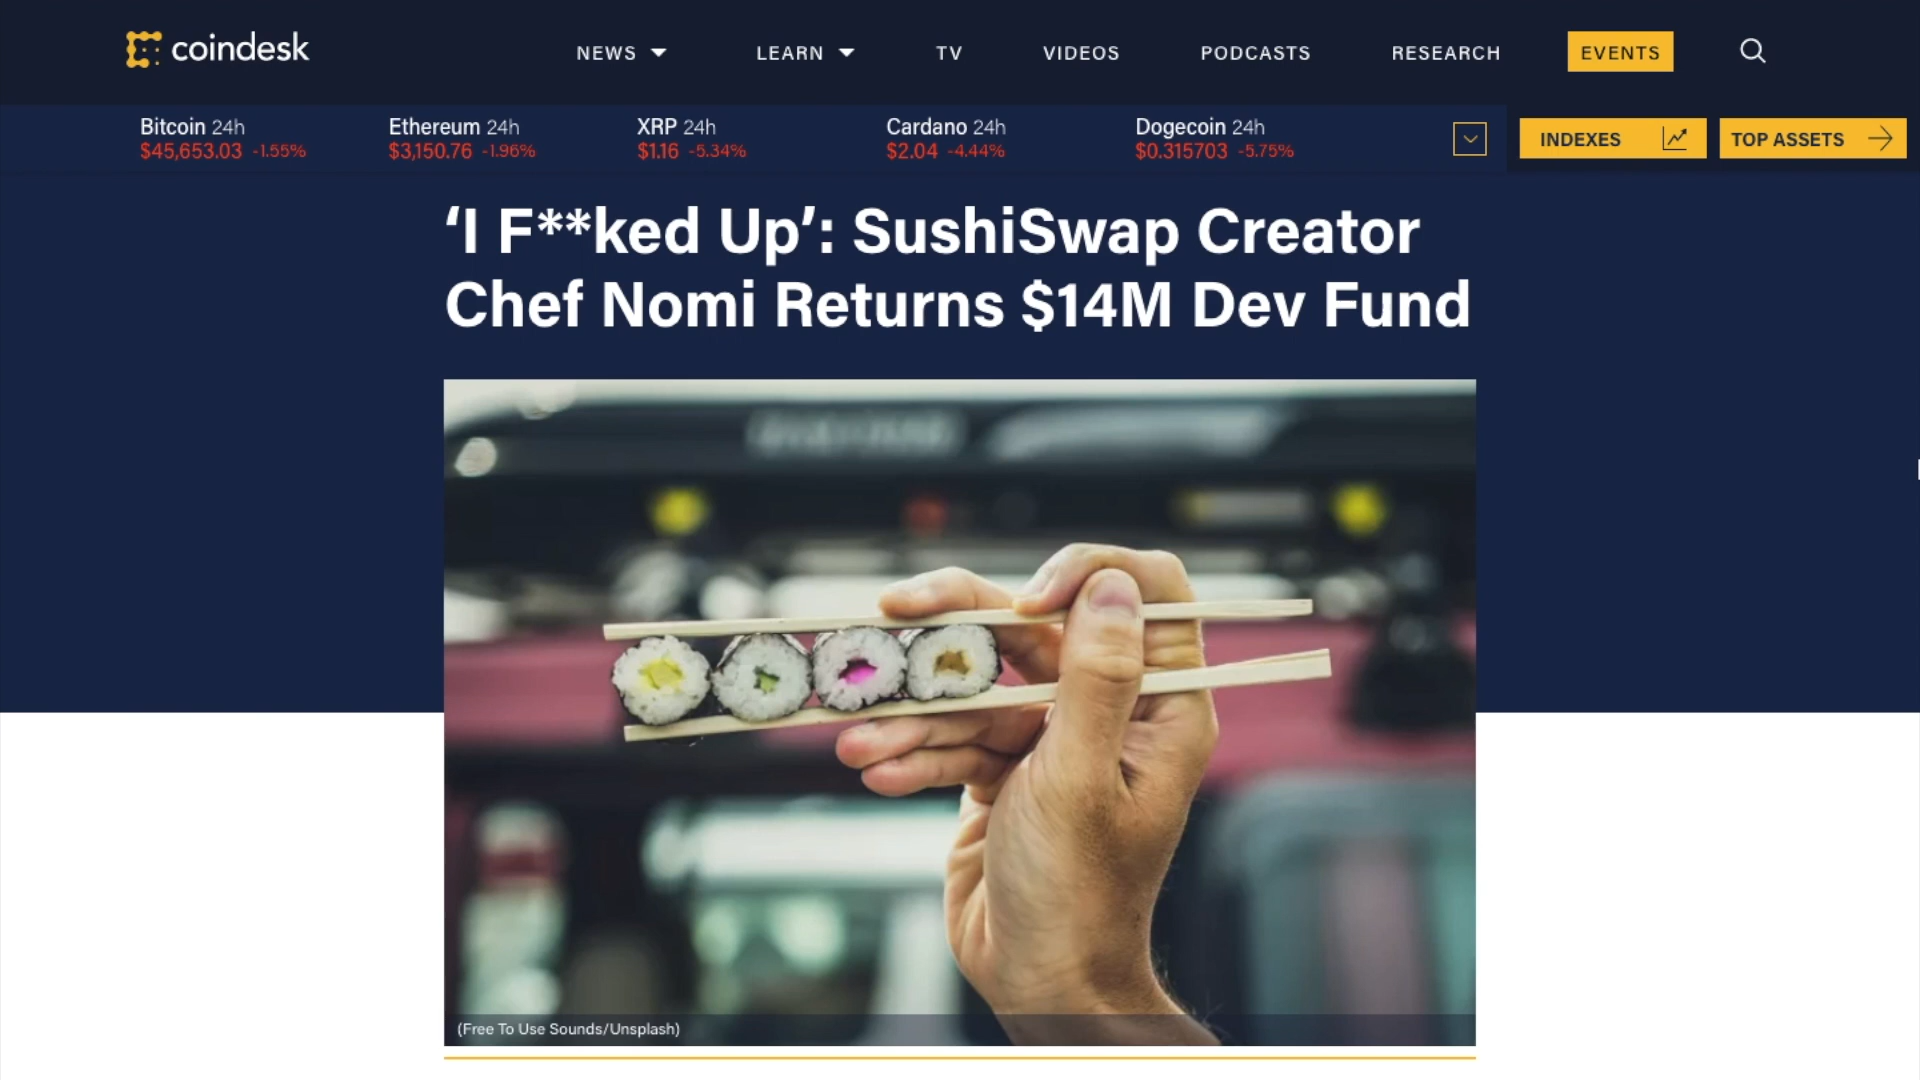 coindesk
NEWS LEARN TV VIDEOS PODCASTS RESEARCH EVENTS
Bitcoin 24h Ethereum 24h XRP 24h Cardano 24h Dogecoin 24h
$45,653.03 -1.55% $3,150.76 -1.96% $1.16 -5.34% $2.04 -4.44% $0.315703 -5.75%
INDEXES TOP ASSETS
‘I F**ked Up’: SushiSwap Creator
Chef Nomi Returns $14M Dev Fund
(Free To Use Sounds/Unsplash)